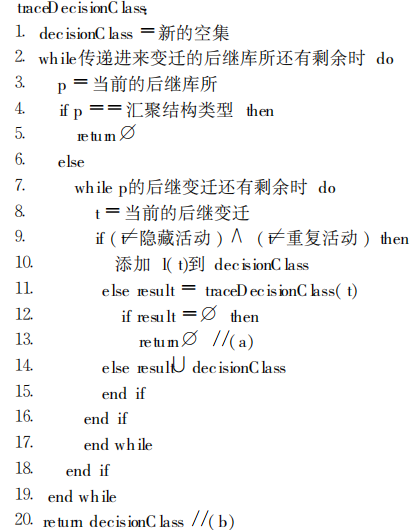 traceDecisionClass:
1. decisionClass = 新的空集
2. while传递进来变迁的后继库所还有剩余时 do
3. p = 当前的后继库所
4. if p == 汇聚结构类型 then
5. return ∅
6. else
7. while p的后继变迁还有剩余时 do
8. t = 当前的后继变迁
9. if (t≠隐藏活动) ∧ (t≠重复活动) then
10. 添加 l(t)到 decisionClass
11. else result = traceDecisionClass(t)
12. if result = ∅ then
13. return ∅ //(a)
14. else result∪ decisionClass
15. end if
16. end if
17. end while
18. end if
19. end while
20. return decisionClass //(b)